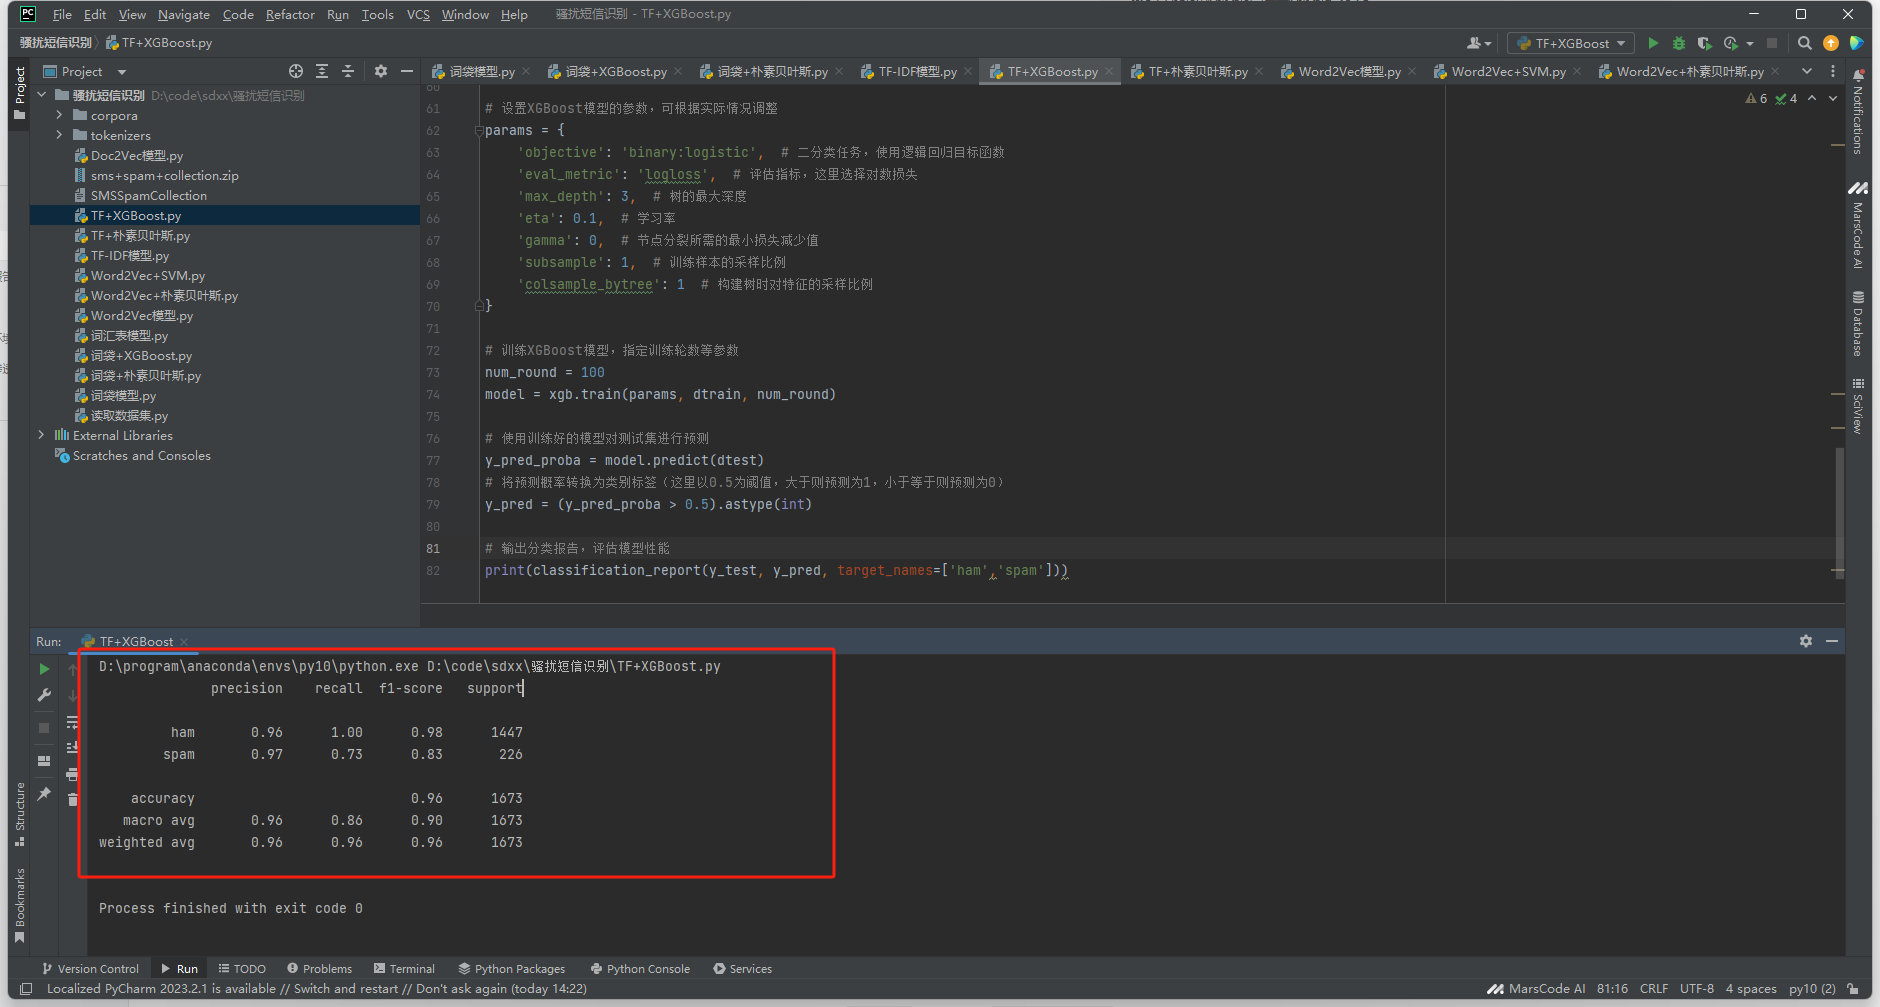 File Edit View Navigate Code Refactor Run Tools VCS Window Help 骚扰短信识别 - TF+XGBoost.py
骚扰短信识别 TF+XGBoost.py
TF+XGBoost
Project
词袋模型.py 词袋+XGBoost.py 词袋+朴素贝叶斯.py TF-IDF模型.py TF+XGBoost.py TF+朴素贝叶斯.py Word2Vec模型.py Word2Vec+SVM.py Word2Vec+朴素贝叶斯.py
Project
骚扰短信识别 D:\code\sdxx\骚扰短信识别
corpora
tokenizers
Doc2Vec模型.py
sms+spam+collection.zip
SMSSpamCollection
TF+XGBoost.py
TF+朴素贝叶斯.py
TF-IDF模型.py
Word2Vec+SVM.py
Word2Vec+朴素贝叶斯.py
Word2Vec模型.py
词汇表模型.py
词袋+XGBoost.py
词袋+朴素贝叶斯.py
词袋模型.py
读取数据集.py
External Libraries
Scratches and Consoles
6 4
60
61 # 设置XGBoost模型的参数，可根据实际情况调整
62 params = {
63 'objective': 'binary:logistic', # 二分类任务，使用逻辑回归目标函数
64 'eval_metric': 'logloss', # 评估指标，这里选择对数损失
65 'max_depth': 3, # 树的最大深度
66 'eta': 0.1, # 学习率
67 'gamma': 0, # 节点分裂所需的最小损失减少值
68 'subsample': 1, # 训练样本的采样比例
69 'colsample_bytree': 1 # 构建树时对特征的采样比例
70 }
71
72 # 训练XGBoost模型，指定训练轮数等参数
73 num_round = 100
74 model = xgb.train(params, dtrain, num_round)
75
76 # 使用训练好的模型对测试集进行预测
77 y_pred_proba = model.predict(dtest)
78 # 将预测概率转换为类别标签（这里以0.5为阈值，大于则预测为1，小于等于则预测为0）
79 y_pred = (y_pred_proba > 0.5).astype(int)
80
81 # 输出分类报告，评估模型性能
82 print(classification_report(y_test, y_pred, target_names=['ham','spam']))
Notifications
MarsCode AI
Database
SciView
Run: TF+XGBoost
D:\program\anaconda\envs\py10\python.exe D:\code\sdxx\骚扰短信识别\TF+XGBoost.py
precision recall f1-score support
ham 0.96 1.00 0.98 1447
spam 0.97 0.73 0.83 226
accuracy 0.96 1673
macro avg 0.96 0.86 0.90 1673
weighted avg 0.96 0.96 0.96 1673
Process finished with exit code 0
Structure
Bookmarks
Version Control Run TODO Problems Terminal Python Packages Python Console Services
Localized PyCharm 2023.2.1 is available // Switch and restart // Don't ask again (today 14:22) MarsCode AI 81:16 CRLF UTF-8 4 spaces py10 (2)